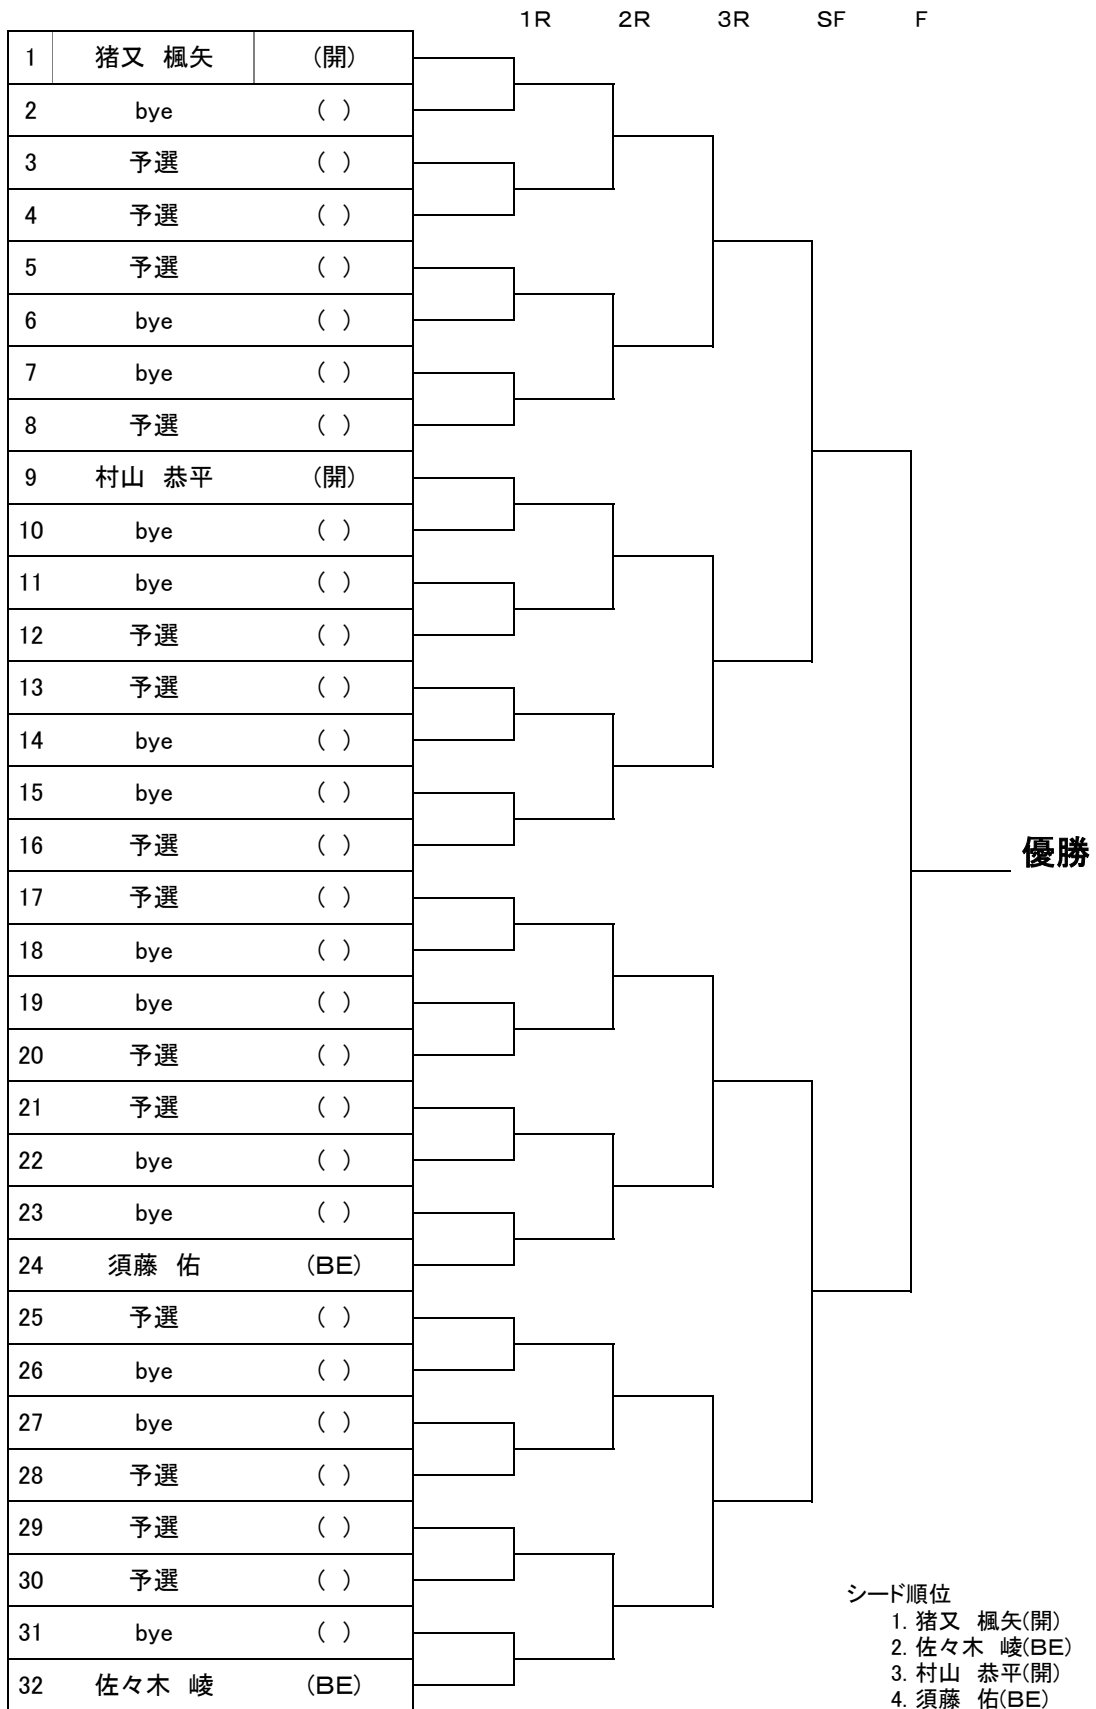 1R 2R 3R SF F
1 猪又 楓矢 (開)
2 bye ( )
3 予選 ( )
4 予選 ( )
5 予選 ( )
6 bye ( )
7 bye ( )
8 予選 ( )
9 村山 恭平 (開)
10 bye ( )
11 bye ( )
12 予選 ( )
13 予選 ( )
14 bye ( )
15 bye ( )
16 予選 ( )
優勝
17 予選 ( )
18 bye ( )
19 bye ( )
20 予選 ( )
21 予選 ( )
22 bye ( )
23 bye ( )
24 須藤 佑 (BE)
25 予選 ( )
26 bye ( )
27 bye ( )
28 予選 ( )
29 予選 ( )
30 予選 ( )
31 bye ( )
32 佐々木 崚 (BE)
シード順位
1. 猪又 楓矢(開)
2. 佐々木 崚(BE)
3. 村山 恭平(開)
4. 須藤 佑(BE)